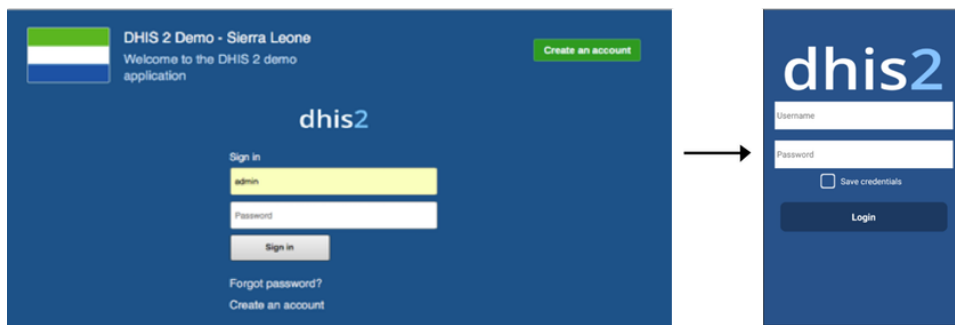 DHIS 2 Demo - Sierra Leone
Welcome to the DHIS 2 demo
application
Create an account
dhis2
Sign in
admin
Password
Sign in
Forgot password?
Create an account
dhis2
Username
Password
Save credentials
Login